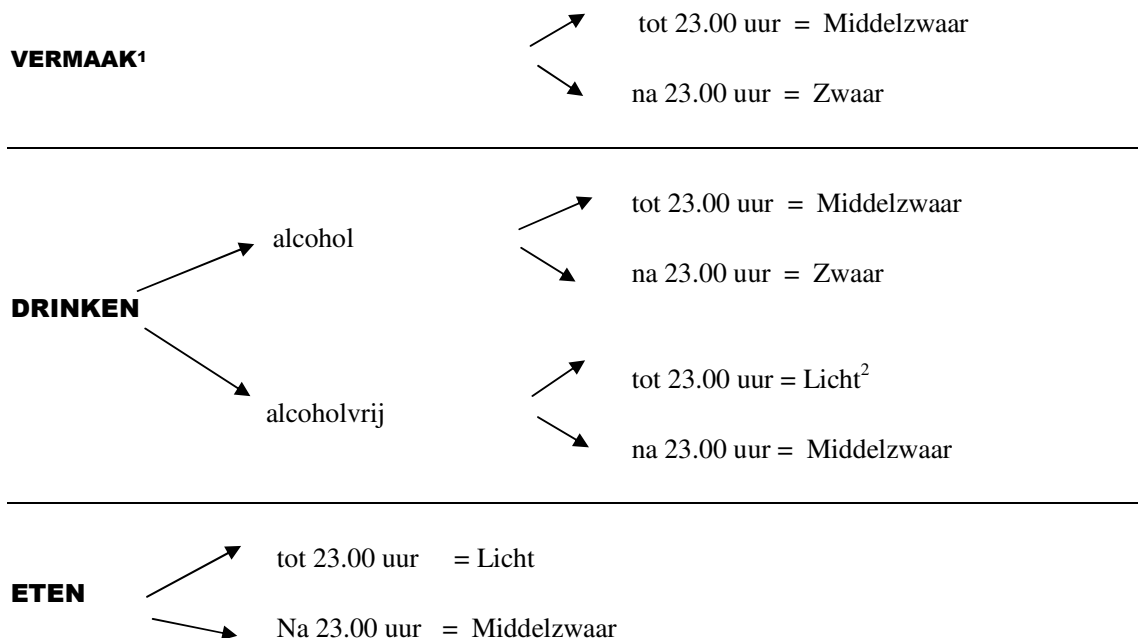 tot 23.00 uur = Middelzwaar
VERMAAK¹
na 23.00 uur = Zwaar
tot 23.00 uur = Middelzwaar
alcohol
na 23.00 uur = Zwaar
DRINKEN
tot 23.00 uur = Licht²
alcoholvrij
na 23.00 uur = Middelzwaar
tot 23.00 uur = Licht
ETEN
Na 23.00 uur = Middelzwaar